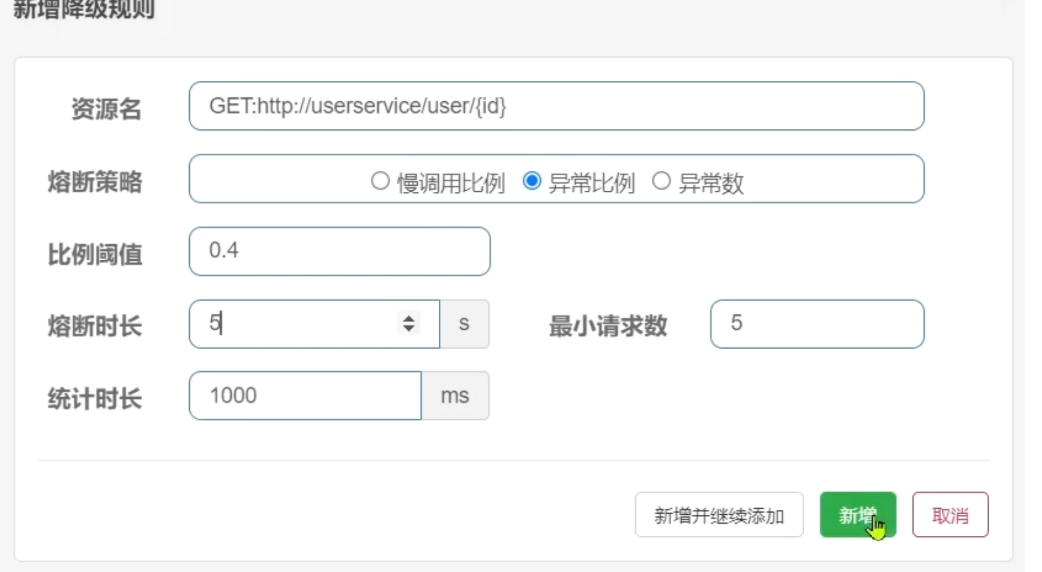 新增降级规则
资源名 GET:http://userservice/user/{id}
熔断策略 慢调用比例 异常比例 异常数
比例阈值 0.4
熔断时长 5 s 最小请求数 5
统计时长 1000 ms
新增并继续添加 新增 取消